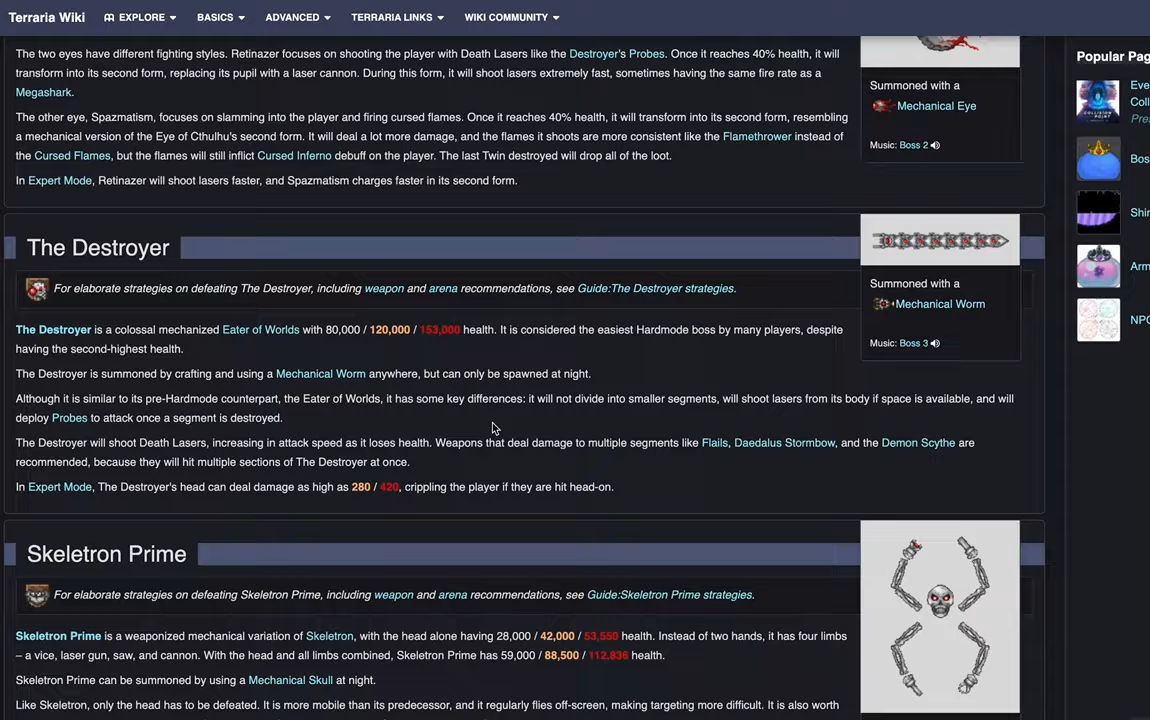 Terraria Wiki EXPLORE BASICS ADVANCED TERRARIA LINKS WIKI COMMUNITY
The two eyes have different fighting styles. Retinazer focuses on shooting the player with Death Lasers like the Destroyer's Probes. Once it reaches 40% health, it will
transform into its second form, replacing its pupil with a laser cannon. During this form, it will shoot lasers extremely fast, sometimes having the same fire rate as a
Megashark.
The other eye, Spazmatism, focuses on slamming into the player and firing cursed flames. Once it reaches 40% health, it will transform into its second form, resembling
a mechanical version of the Eye of Cthulhu's second form. It will deal a lot more damage, and the flames it shoots are more consistent like the Flamethrower instead of
the Cursed Flames, but the flames will still inflict Cursed Inferno debuff on the player. The last Twin destroyed will drop all of the loot.
In Expert Mode, Retinazer will shoot lasers faster, and Spazmatism charges faster in its second form.
Summoned with a
Mechanical Eye
Music: Boss 2
The Destroyer
For elaborate strategies on defeating The Destroyer, including weapon and arena recommendations, see Guide:The Destroyer strategies.
The Destroyer is a colossal mechanized Eater of Worlds with 80,000 / 120,000 / 153,000 health. It is considered the easiest Hardmode boss by many players, despite
having the second-highest health.
The Destroyer is summoned by crafting and using a Mechanical Worm anywhere, but can only be spawned at night.
Although it is similar to its pre-Hardmode counterpart, the Eater of Worlds, it has some key differences: it will not divide into smaller segments, will shoot lasers from its body if space is available, and will
deploy Probes to attack once a segment is destroyed.
The Destroyer will shoot Death Lasers, increasing in attack speed as it loses health. Weapons that deal damage to multiple segments like Flails, Daedalus Stormbow, and the Demon Scythe are
recommended, because they will hit multiple sections of The Destroyer at once.
In Expert Mode, The Destroyer's head can deal damage as high as 280 / 420, crippling the player if they are hit head-on.
Summoned with a
Mechanical Worm
Music: Boss 3
Skeletron Prime
For elaborate strategies on defeating Skeletron Prime, including weapon and arena recommendations, see Guide:Skeletron Prime strategies.
Skeletron Prime is a weaponized mechanical variation of Skeletron, with the head alone having 28,000 / 42,000 / 53,550 health. Instead of two hands, it has four limbs
– a vice, laser gun, saw, and cannon. With the head and all limbs combined, Skeletron Prime has 59,000 / 88,500 / 112,836 health.
Skeletron Prime can be summoned by using a Mechanical Skull at night.
Like Skeletron, only the head has to be defeated. It is more mobile than its predecessor, and it regularly flies off-screen, making targeting more difficult. It is also worth
Popular Pag
Eve
Coll
Pres
Bos
Shir
Arm
NPC